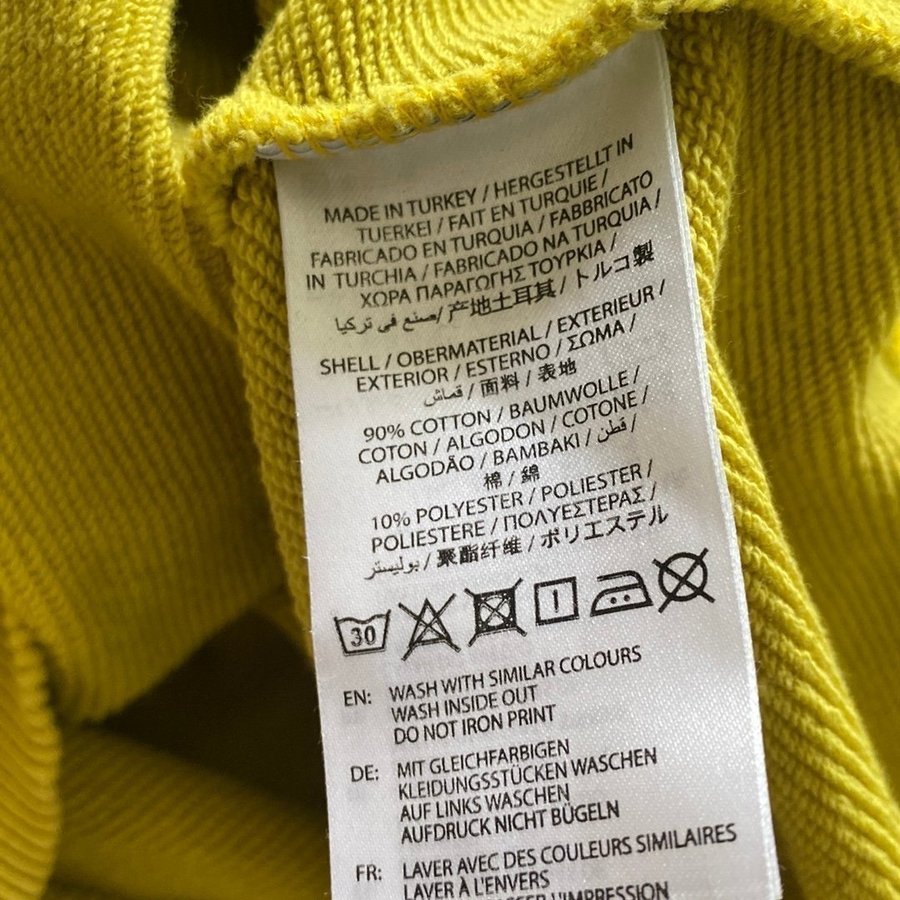 MADE IN TURKEY / HERGESTELLT IN
TUERKEI / FAIT EN TURQUIE /
FABRICADO EN TURQUIA / FABBRICATO
IN TURCHIA / FABRICADO NA TURQUIA /
ΧΩΡΑ ΠΑΡΑΓΩΓΗΣ ΤΟΥΡΚΙΑ /
صنع في تركيا / 产地土耳其 / トルコ製
SHELL / OBERMATERIAL / EXTERIEUR /
EXTERIOR / ESTERNO / ΣΩΜΑ /
قماش / 面料 / 表地
90% COTTON / BAUMWOLLE /
COTON / ALGODON / COTONE /
ALGODÃO / BAMBAKI / قطن /
棉 / 綿
10% POLYESTER / POLIESTER /
POLIESTERE / ΠΟΛΥΕΣΤΕΡΑΣ /
بوليستر / 聚酯纤维 / ポリエステル
30
EN: WASH WITH SIMILAR COLOURS
WASH INSIDE OUT
DO NOT IRON PRINT
DE: MIT GLEICHFARBIGEN
KLEIDUNGSSTÜCKEN WASCHEN
AUF LINKS WASCHEN
AUFDRUCK NICHT BÜGELN
FR: LAVER AVEC DES COULEURS SIMILAIRES
LAVER À L'ENVERS
L'IMPRESSION